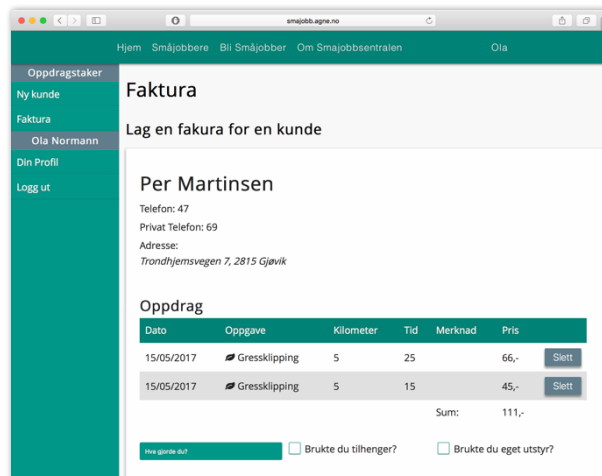 smajobb.agne.no
Hjem Småjobbere Bli Småjobber Om Smajobbsentralen Ola
Oppdragstaker
Ny kunde
Faktura
Ola Normann
Din Profil
Logg ut
Faktura
Lag en fakura for en kunde
Per Martinsen
Telefon: 47
Privat Telefon: 69
Adresse:
Trondhjemsvegen 7, 2815 Gjøvik
Oppdrag
Dato Oppgave Kilometer Tid Merknad Pris
15/05/2017 Gressklipping 5 25 66,- Slett
15/05/2017 Gressklipping 5 15 45,- Slett
Sum: 111,-
Hva gjorde du? Brukte du tilhenger? Brukte du eget utstyr?